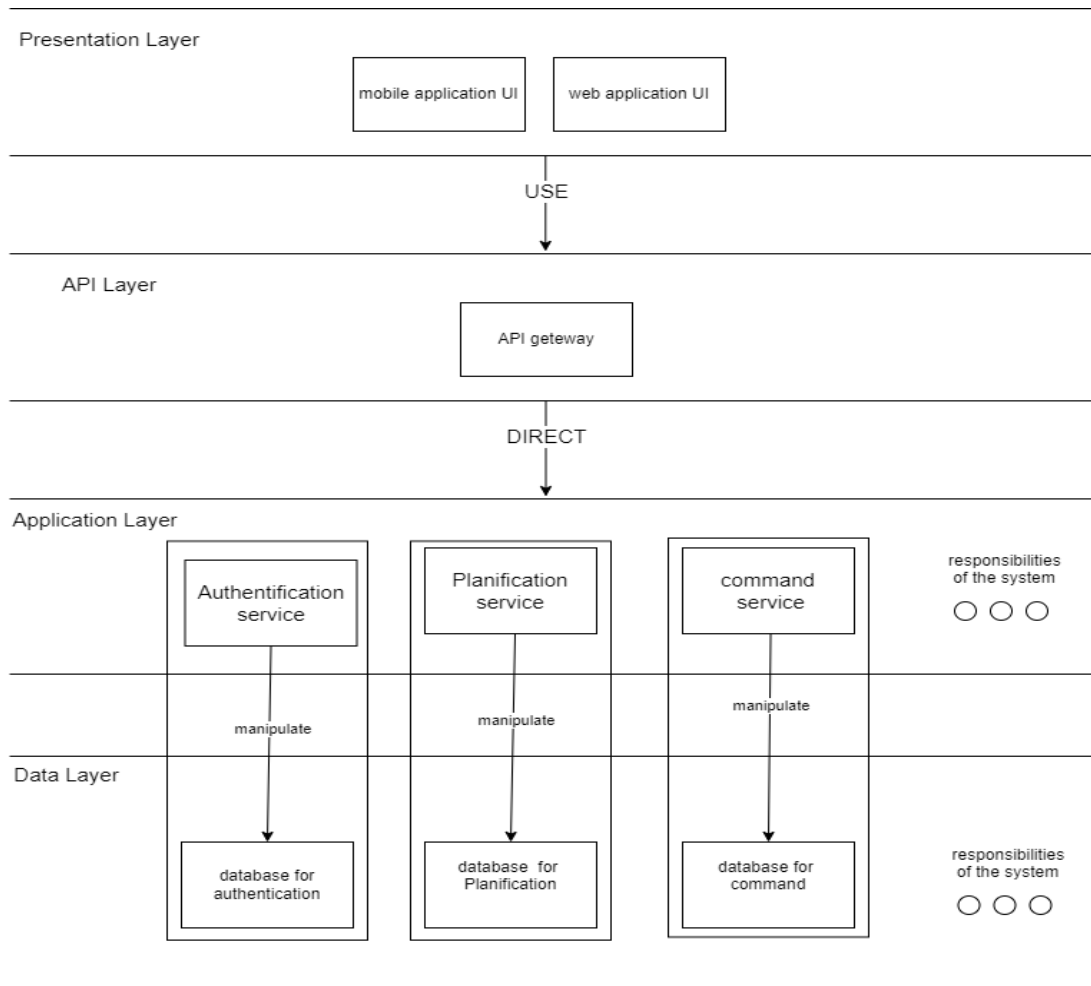 Presentation Layer
mobile application UI
web application UI
USE
API Layer
API geteway
DIRECT
Application Layer
Authentification
service
Planification
service
command
service
responsibilities
of the system
manipulate
manipulate
manipulate
Data Layer
database for
authentication
database for
Planification
database for
command
responsibilities
of the system